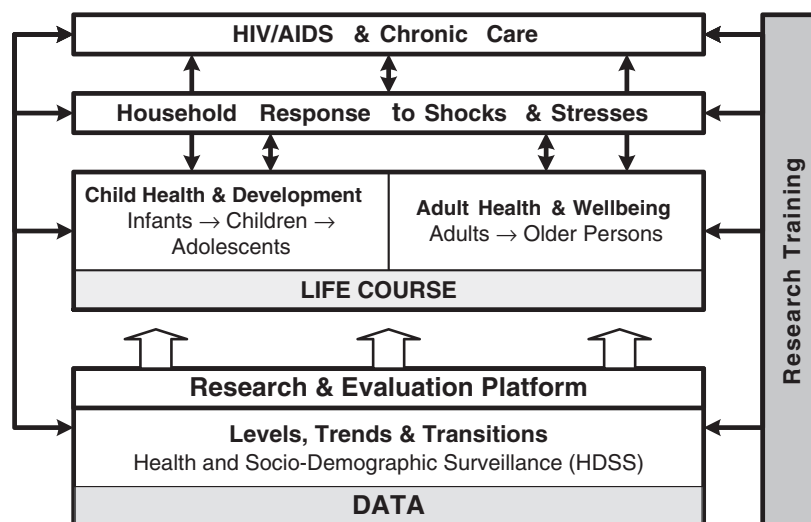 HIV/AIDS & Chronic Care
Household Response to Shocks & Stresses
Child Health & Development
Infants → Children →
Adolescents
Adult Health & Wellbeing
Adults → Older Persons
LIFE COURSE
Research & Evaluation Platform
Levels, Trends & Transitions
Health and Socio-Demographic Surveillance (HDSS)
DATA
Research Training